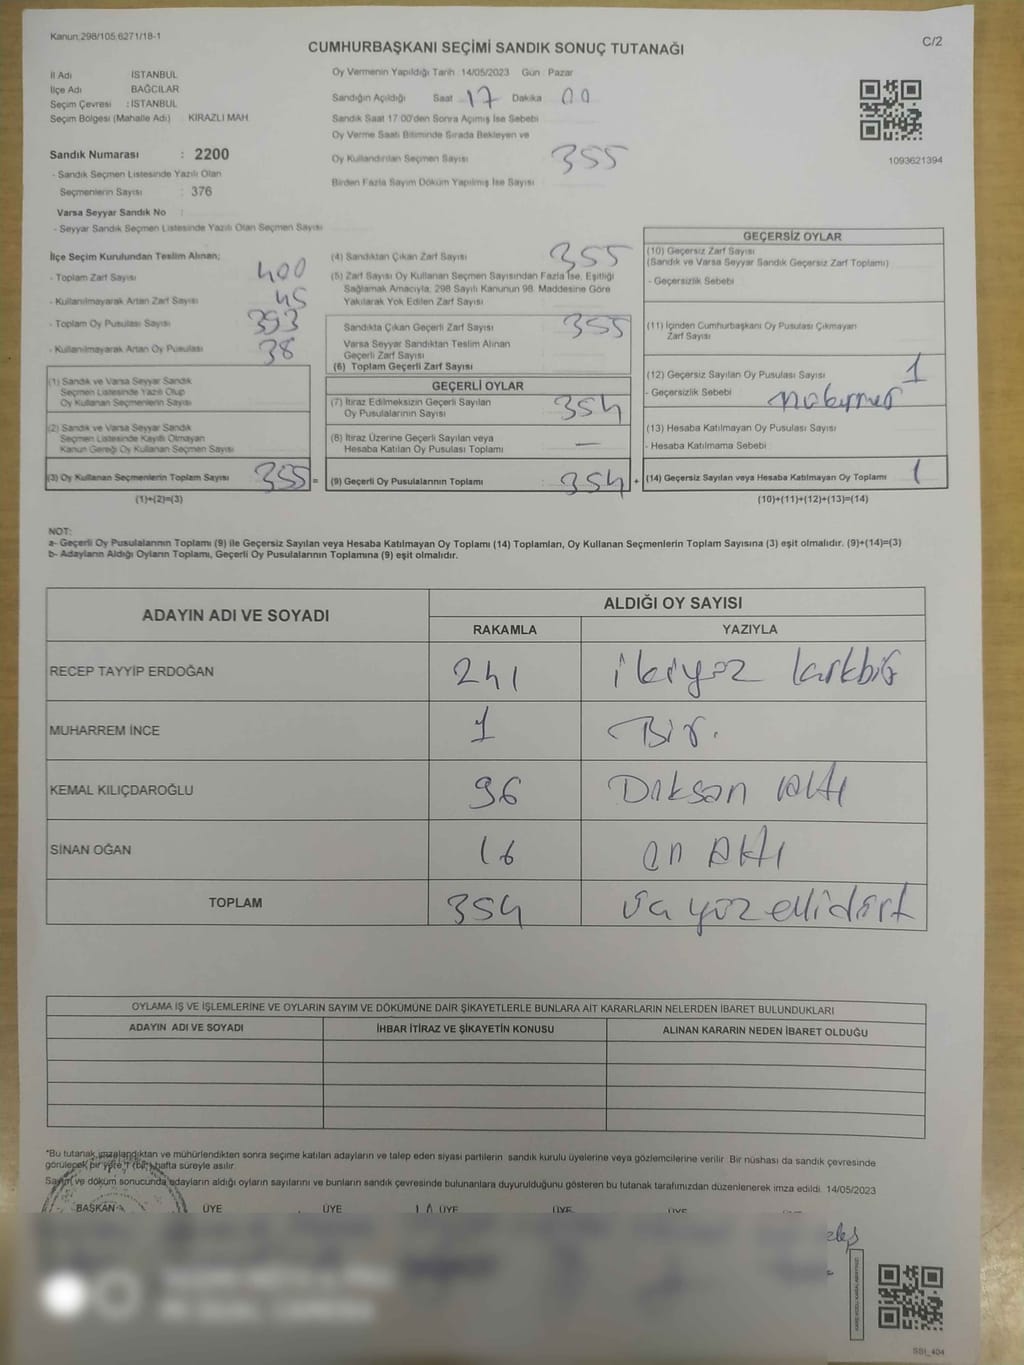 Kanun.298/105.6271/18-1
C/2
CUMHURBAŞKANI SEÇİMİ SANDIK SONUÇ TUTANAĞI
İl Adı İSTANBUL
İlçe Adı BAĞCILAR
Seçim Çevresi : İSTANBUL
Seçim Bölgesi (Mahalle Adı) : KİRAZLI MAH.
Sandık Numarası : 2200
- Sandık Seçmen Listesinde Yazılı Olan
Seçmenlerin Sayısı : 376
Varsa Seyyar Sandık No :
- Seyyar Sandık Seçmen Listesinde Yazılı Olan Seçmen Sayısı
Oy Vermenin Yapıldığı Tarih : 14/05/2023 Gün : Pazar
Sandığın Açıldığı Saat 17 Dakika 00
Sandık Saat 17:00'den Sonra Açılmış İse Sebebi
Oy Verme Saati Bitiminde Sırada Bekleyen ve
Oy Kullandırılan Seçmen Sayısı 355
Birden Fazla Sayım Döküm Yapılmış İse Sayısı
1093621394
İlçe Seçim Kurulundan Teslim Alınan;
- Toplam Zarf Sayısı 400
- Kullanılmayarak Artan Zarf Sayısı 45
- Toplam Oy Pusulası Sayısı 393
- Kullanılmayarak Artan Oy Pusulası 38
(1) Sandık ve Varsa Seyyar Sandık
Seçmen Listesinde Yazılı Olup
Oy Kullanan Seçmenlerin Sayısı
(2) Sandık ve Varsa Seyyar Sandık
Seçmen Listesinde Kayıtlı Olmayan
Kanun Gereği Oy Kullanan Seçmen Sayısı
(3) Oy Kullanan Seçmenlerin Toplam Sayısı 355 =
(1)+(2)=(3)
(4) Sandıktan Çıkan Zarf Sayısı 355
(5) Zarf Sayısı Oy Kullanan Seçmen Sayısından Fazla İse, Eşitliği
Sağlamak Amacıyla, 298 Sayılı Kanunun 98. Maddesine Göre
Yakılarak Yok Edilen Zarf Sayısı
Sandıkta Çıkan Geçerli Zarf Sayısı 355
Varsa Seyyar Sandıktan Teslim Alınan
Geçerli Zarf Sayısı
(6) Toplam Geçerli Zarf Sayısı
GEÇERLİ OYLAR
(7) İtiraz Edilmeksizin Geçerli Sayılan
Oy Pusulalarının Sayısı 354
(8) İtiraz Üzerine Geçerli Sayılan veya
Hesaba Katılan Oy Pusulası Toplamı —
(9) Geçerli Oy Pusulalarının Toplamı : 354 +
GEÇERSİZ OYLAR
(10) Geçersiz Zarf Sayısı
(Sandık ve Varsa Seyyar Sandık Geçersiz Zarf Toplamı)
- Geçersizlik Sebebi
(11) İçinden Cumhurbaşkanı Oy Pusulası Çıkmayan
Zarf Sayısı
(12) Geçersiz Sayılan Oy Pusulası Sayısı 1
- Geçersizlik Sebebi
(13) Hesaba Katılmayan Oy Pusulası Sayısı
- Hesaba Katılmama Sebebi
(14) Geçersiz Sayılan veya Hesaba Katılmayan Oy Toplamı 1
(10)+(11)+(12)+(13)=(14)
NOT:
a- Geçerli Oy Pusulalarının Toplamı (9) ile Geçersiz Sayılan veya Hesaba Katılmayan Oy Toplamı (14) Toplamları, Oy Kullanan Seçmenlerin Toplam Sayısına (3) eşit olmalıdır. (9)+(14)=(3)
b- Adayların Aldığı Oyların Toplamı, Geçerli Oy Pusulalarının Toplamına (9) eşit olmalıdır.
ADAYIN ADI VE SOYADI ALDIĞI OY SAYISI
RAKAMLA YAZIYLA
RECEP TAYYİP ERDOĞAN 241 ikiyüz kırkbir
MUHARREM İNCE 1 Bir.
KEMAL KILIÇDAROĞLU 96 Doksan Altı
SİNAN OĞAN 16 on Altı
TOPLAM 354 üç yüz ellidört
OYLAMA İŞ VE İŞLEMLERİNE VE OYLARIN SAYIM VE DÖKÜMÜNE DAİR ŞİKAYETLERLE BUNLARA AİT KARARLARIN NELERDEN İBARET BULUNDUKLARI
ADAYIN ADI VE SOYADI İHBAR İTİRAZ VE ŞİKAYETİN KONUSU ALINAN KARARIN NEDEN İBARET OLDUĞU
*Bu tutanak imzalandıktan ve mühürlendikten sonra seçime katılan adayların ve talep eden siyasi partilerin sandık kurulu üyelerine veya gözlemcilerine verilir. Bir nüshası da sandık çevresinde
görülecek bir yere 1 (bir) hafta süreyle asılır.
Sayım ve döküm sonucunda adayların aldığı oyların sayılarını ve bunların sandık çevresinde bulunanlara duyurulduğunu gösteren bu tutanak tarafımızdan düzenlenerek imza edildi. 14/05/2023
BAŞKAN ÜYE ÜYE ÜYE ÜYE ÜYE
SBİ_404